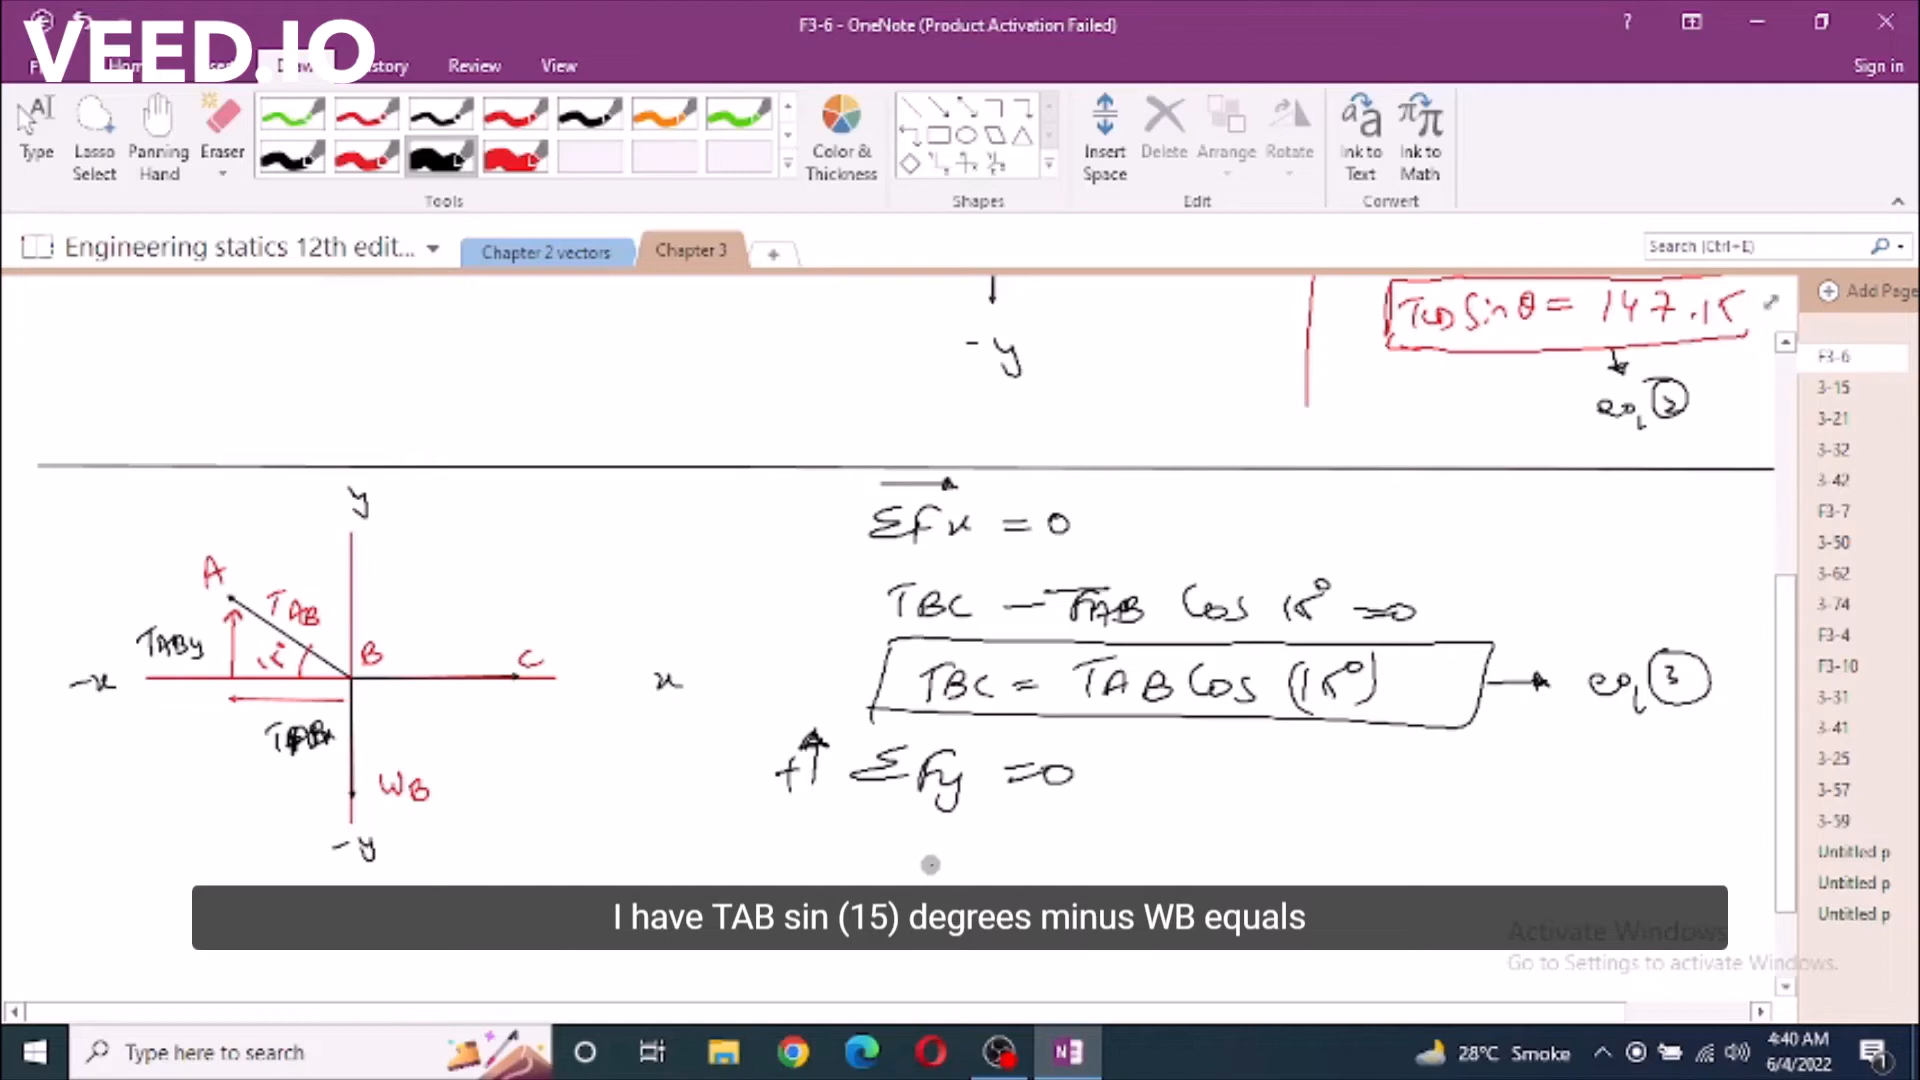 VEED.IO
F3-6 - OneNote (Product Activation Failed)
?
Review
View
Sign in
Type
Lasso Select
Panning Hand
Eraser
Color & Thickness
Insert Space
Delete
Arrange
Rotate
Ink to Text
Ink to Math
Tools
Shapes
Edit
Convert
Engineering statics 12th edit...
Chapter 2 vectors
Chapter 3
Search (Ctrl+E)
Add Page
TCD Sin θ = 147.15
eq 2
-y
F3-6
3-15
3-21
3-32
3-42
F3-7
3-50
3-62
3-74
F3-4
F3-10
3-31
3-41
3-25
3-57
3-59
Untitled p
Untitled p
Untitled p
y
A
TAB
TABy
15°
B
C
-x
x
TABx
WB
-y
ΣFx = 0
TBC - TAB Cos 15° = 0
TBC = TAB Cos (15°)
eq 3
+↑ ΣFy = 0
I have TAB sin (15) degrees minus WB equals
Activate Windows
Go to Settings to activate Windows.
Type here to search
28°C Smoke
4:40 AM
6/4/2022
1